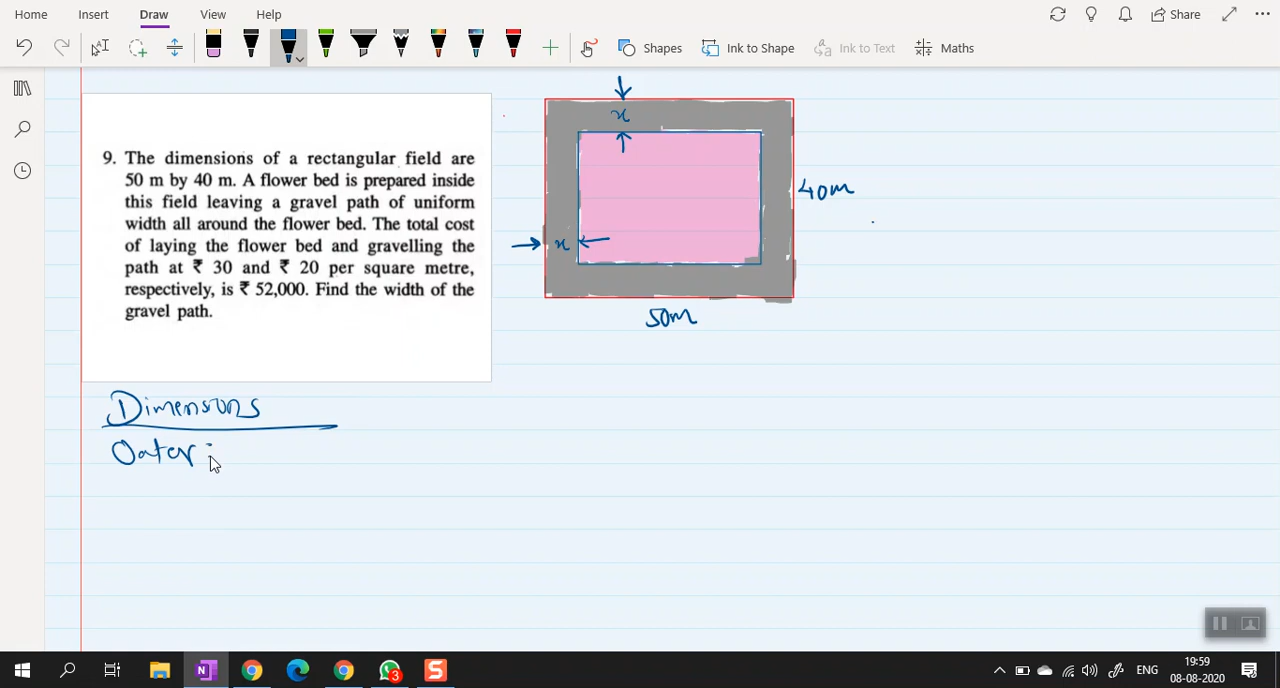 Home Insert Draw View Help Share
Shapes Ink to Shape Ink to Text Maths
9. The dimensions of a rectangular field are
50 m by 40 m. A flower bed is prepared inside
this field leaving a gravel path of uniform
width all around the flower bed. The total cost
of laying the flower bed and gravelling the
path at ₹ 30 and ₹ 20 per square metre,
respectively, is ₹ 52,000. Find the width of the
gravel path.
x
40m
x
50m
Dimensions
Outer :
3
ENG
19:59
08-08-2020